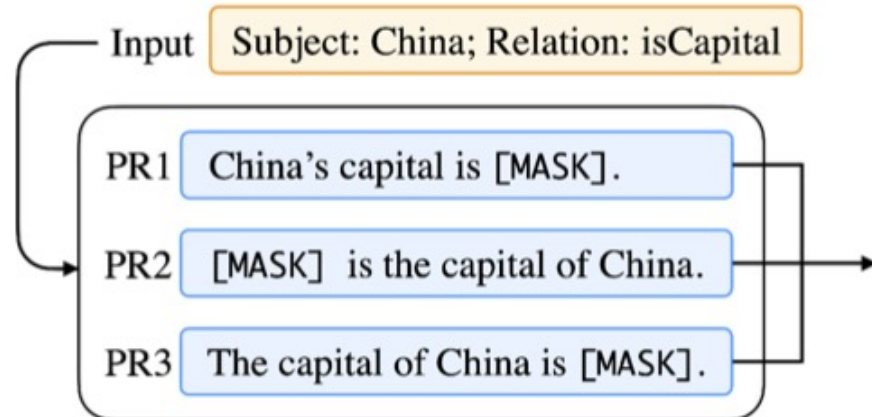 Input Subject: China; Relation: isCapital
PR1 China's capital is [MASK].
PR2 [MASK] is the capital of China.
PR3 The capital of China is [MASK].